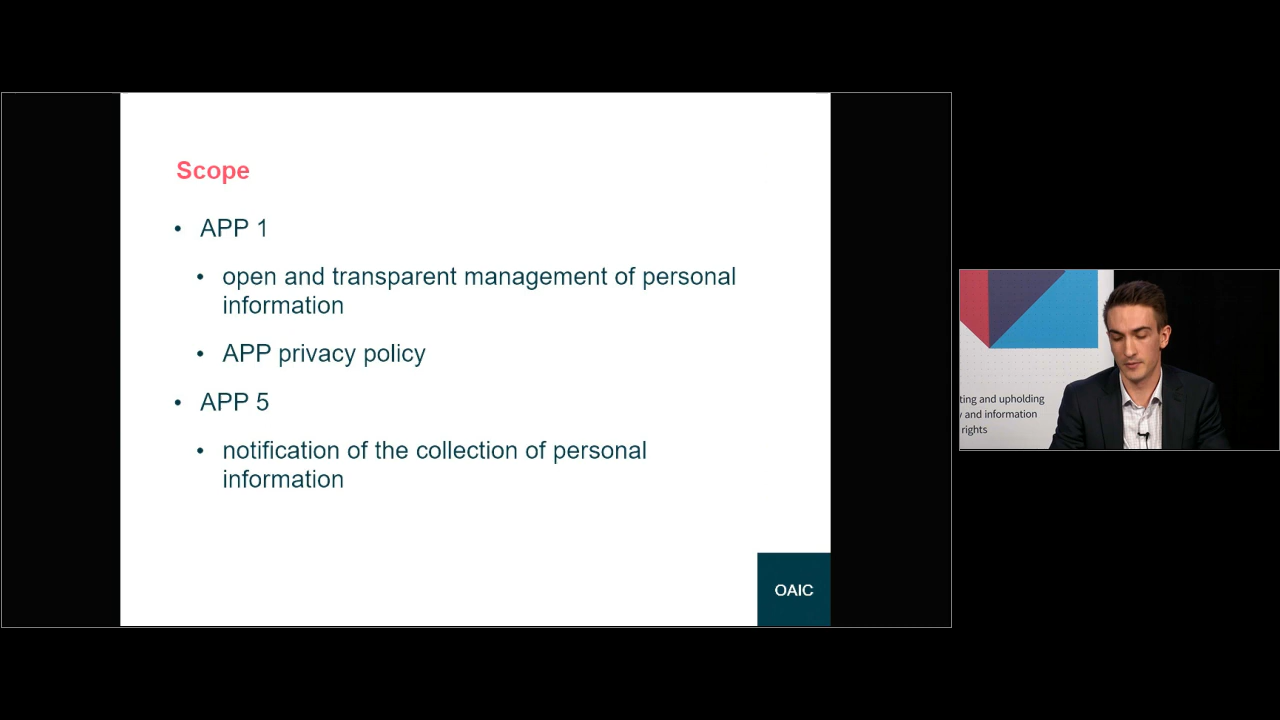 Scope
• APP 1
• open and transparent management of personal
information
• APP privacy policy
• APP 5
• notification of the collection of personal
information
OAIC
ting and upholding
and information
rights